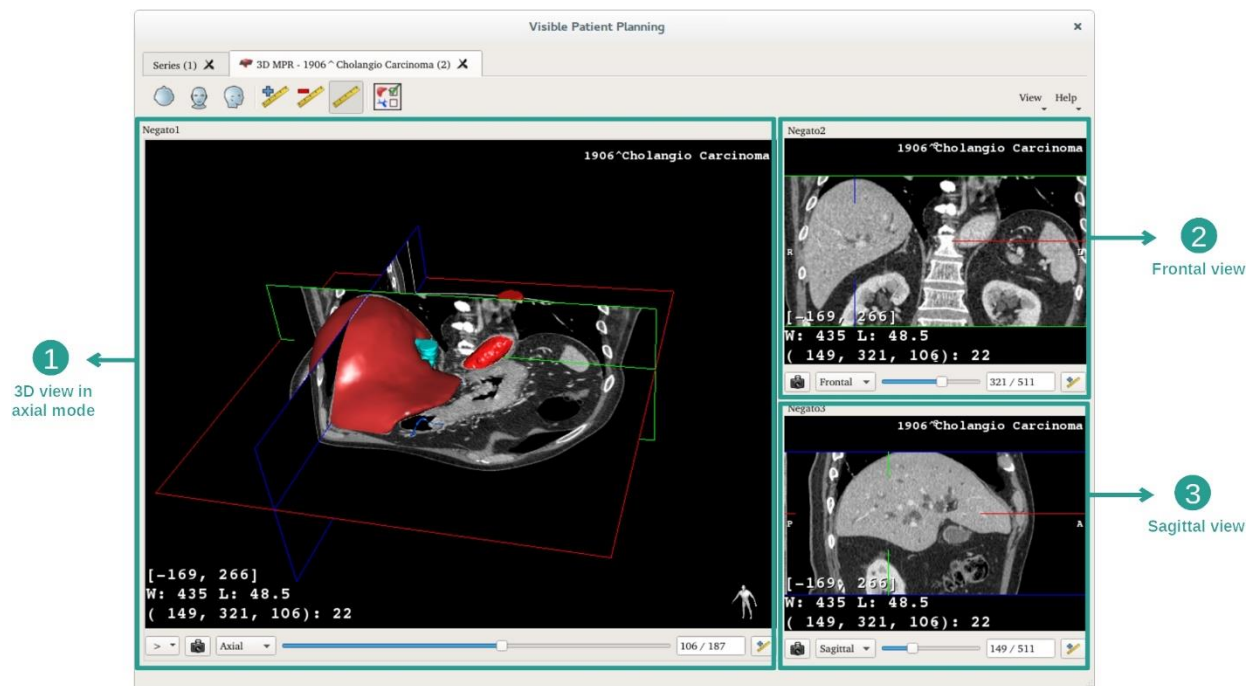 Visible Patient Planning
Series (1)
3D MPR - 1906^Cholangio Carcinoma (2)
View Help
Negato1
1906^Cholangio Carcinoma
[-169, 266]
W: 435 L: 48.5
( 149, 321, 106): 22
> Axial 106 / 187
Negato2
1906^Cholangio Carcinoma
R L
[-169, 266]
W: 435 L: 48.5
( 149, 321, 106): 22
Frontal 321 / 511
Negato3
1906^Cholangio Carcinoma
P A
[-169, 266]
W: 435 L: 48.5
( 149, 321, 106): 22
Sagittal 149 / 511
1
3D view in
axial mode
2
Frontal view
3
Sagittal view